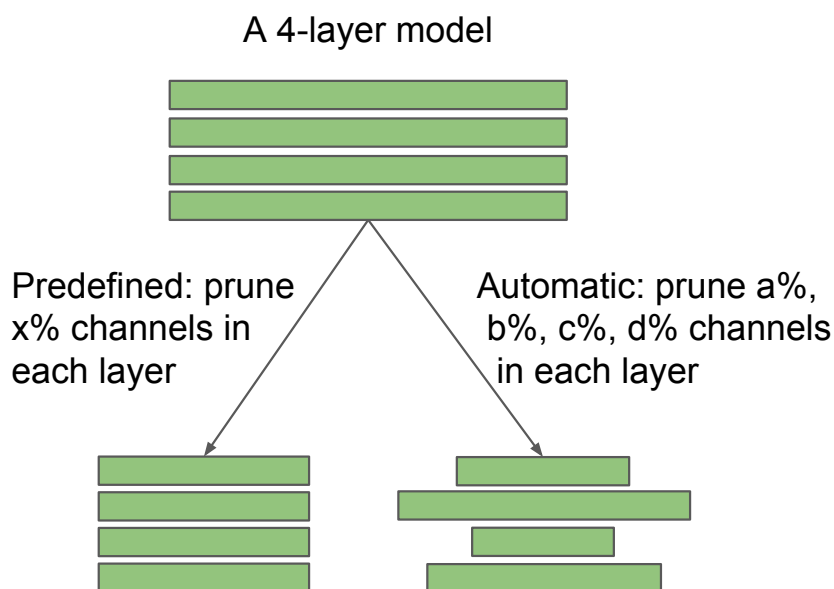 A 4-layer model
Predefined: prune
x% channels in
each layer
Automatic: prune a%,
b%, c%, d% channels
in each layer